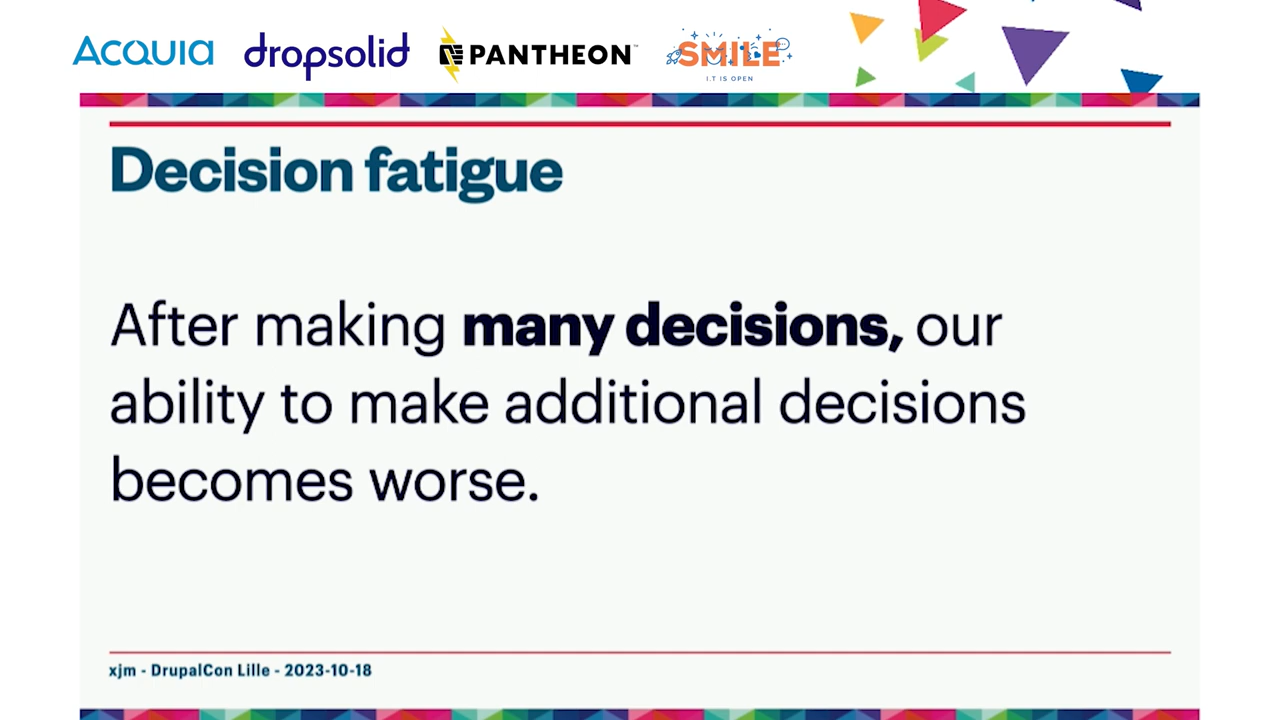 Acquia dropsolid PANTHEON SMILE
I.T IS OPEN
Decision fatigue
After making many decisions, our
ability to make additional decisions
becomes worse.
xjm - DrupalCon Lille - 2023-10-18